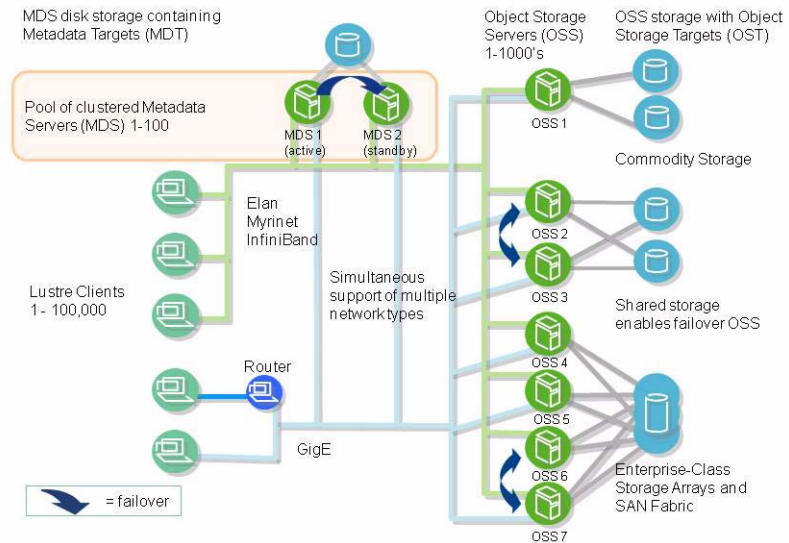 MDS disk storage containing
Metadata Targets (MDT)
Object Storage
Servers (OSS)
1-1000's
OSS storage with Object
Storage Targets (OST)
Pool of clustered Metadata
Servers (MDS) 1-100
MDS 1
(active)
MDS 2
(standby)
OSS 1
Commodity Storage
Elan
Myrinet
InfiniBand
OSS 2
Simultaneous
support of multiple
network types
OSS 3
Lustre Clients
1 - 100,000
Shared storage
enables failover OSS
OSS 4
Router
OSS 5
GigE
OSS 6
Enterprise-Class
Storage Arrays and
SAN Fabric
= failover
OSS 7